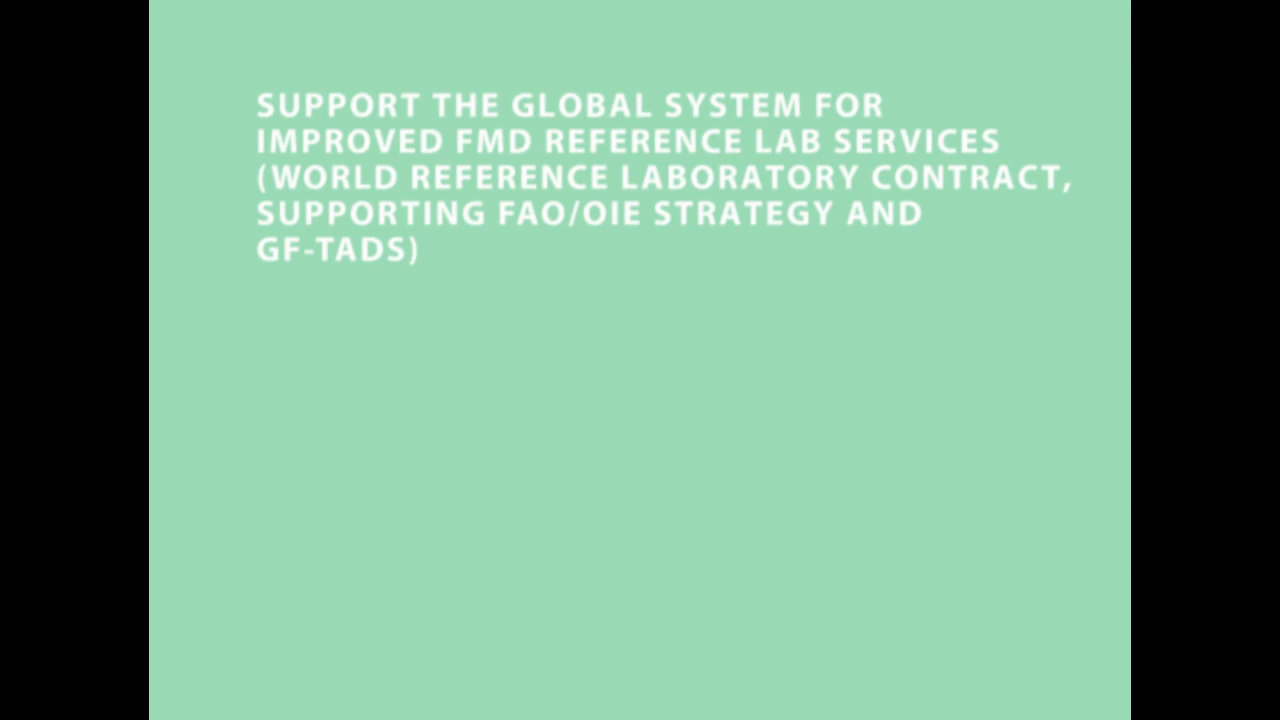 SUPPORT THE GLOBAL SYSTEM FOR
IMPROVED FMD REFERENCE LAB SERVICES
(WORLD REFERENCE LABORATORY CONTRACT,
SUPPORTING FAO/OIE STRATEGY AND
GF-TADS)